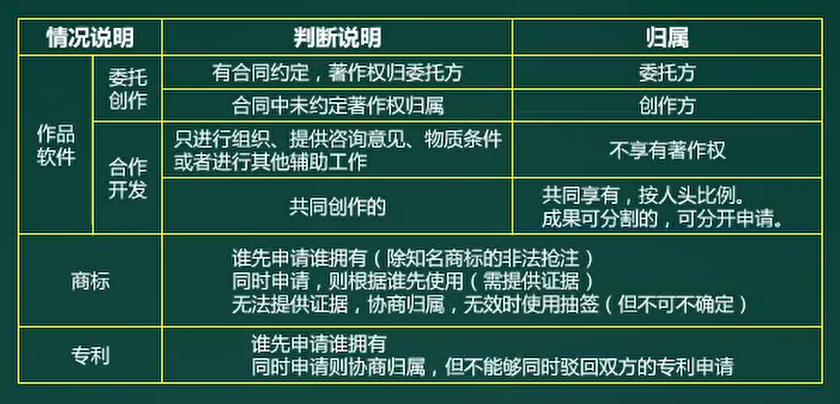 情况说明 判断说明 归属
作品
软件
委托
创作
有合同约定，著作权归委托方 委托方
合同中未约定著作权归属 创作方
合作
开发
只进行组织、提供咨询意见、物质条件
或者进行其他辅助工作
不享有著作权
共同创作的
共同享有，按人头比例。
成果可分割的，可分开申请。
商标
谁先申请谁拥有（除知名商标的非法抢注）
同时申请，则根据谁先使用（需提供证据）
无法提供证据，协商归属，无效时使用抽签（但不可不确定）
专利
谁先申请谁拥有
同时申请则协商归属，但不能够同时驳回双方的专利申请